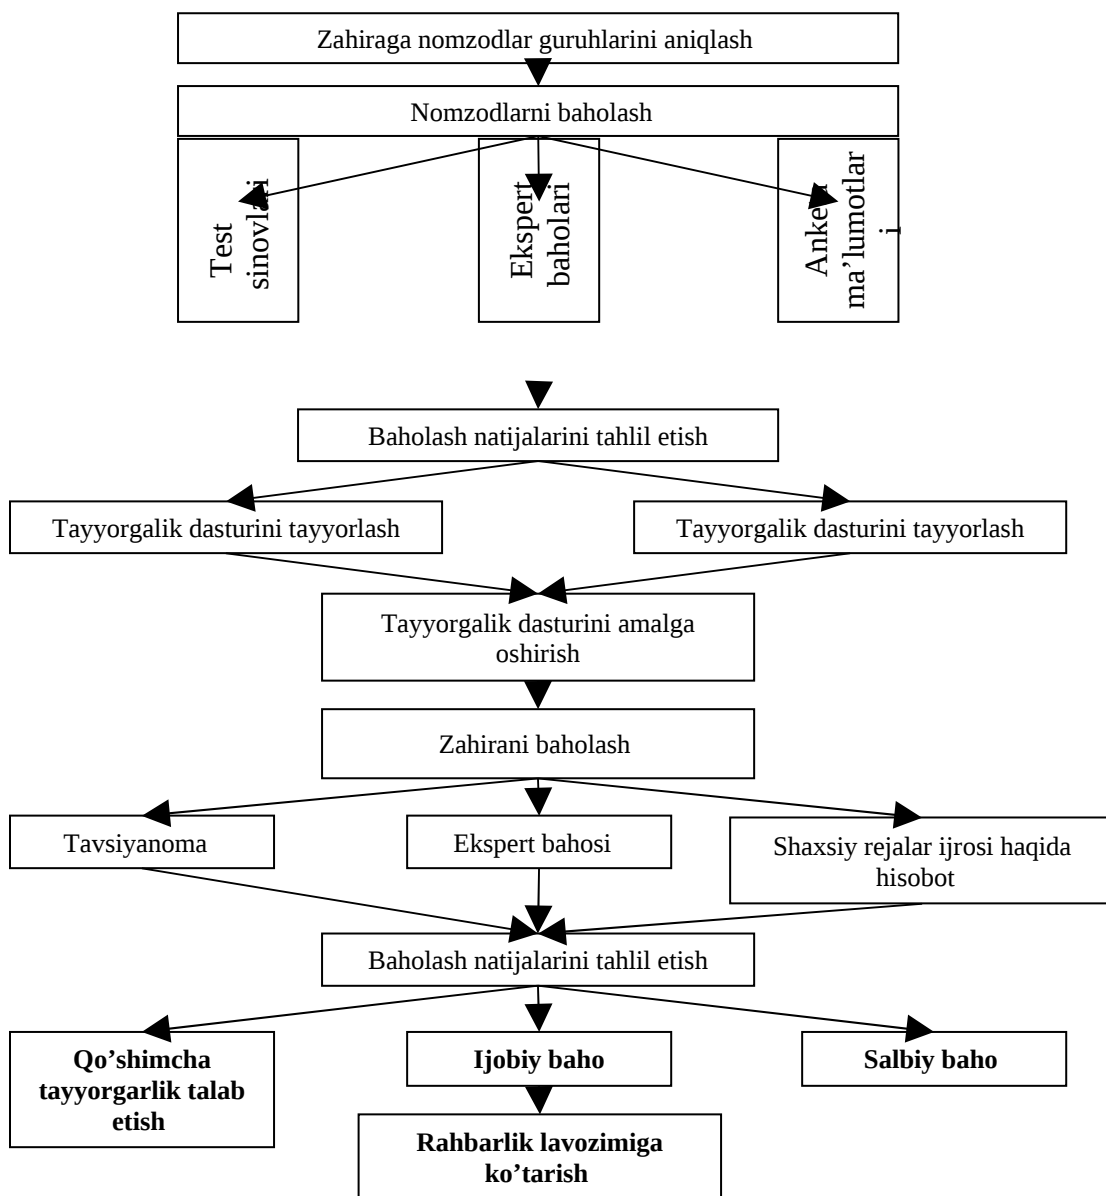 Zahiraga nomzodlar guruhlarini aniqlash
Nomzodlarni baholash
Test
sinovlari
Ekspert
baholari
Anketa
ma’lumotlar
i
Baholash natijalarini tahlil etish
Tayyorgalik dasturini tayyorlash
Tayyorgalik dasturini tayyorlash
Tayyorgalik dasturini amalga
oshirish
Zahirani baholash
Tavsiyanoma
Ekspert bahosi
Shaxsiy rejalar ijrosi haqida
hisobot
Baholash natijalarini tahlil etish
Qo’shimcha
tayyorgarlik talab
etish
Ijobiy baho
Salbiy baho
Rahbarlik lavozimiga
ko’tarish